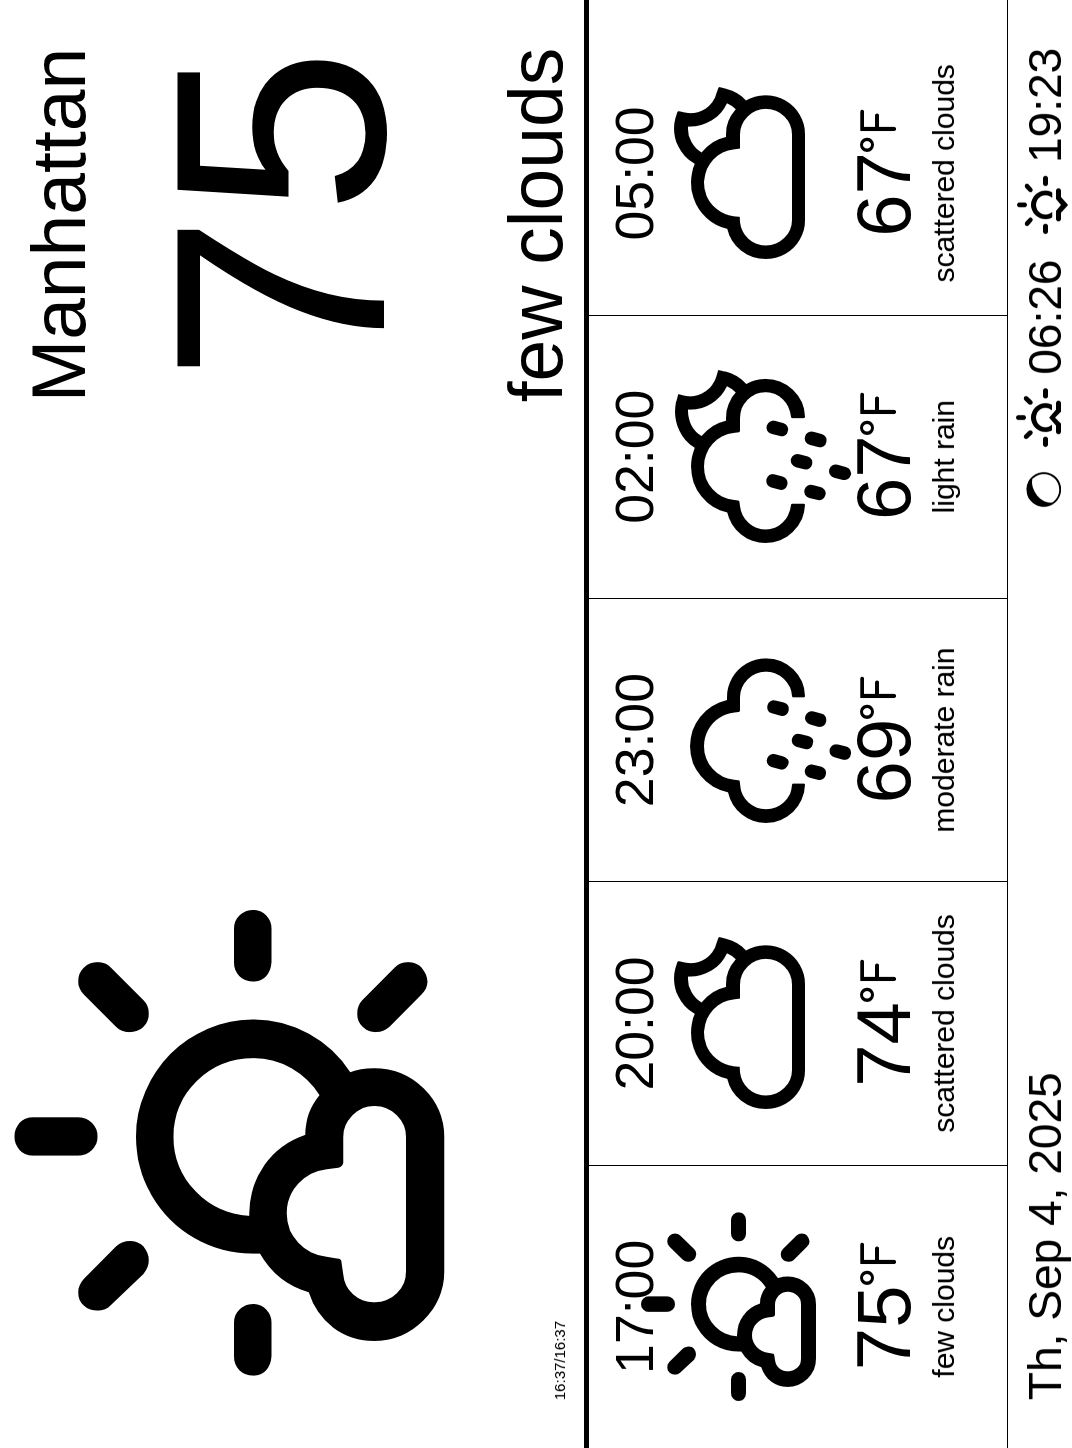 Manhattan
75
few clouds
16:37/16:37
17:00
75°F
few clouds
20:00
74°F
scattered clouds
23:00
69°F
moderate rain
02:00
67°F
light rain
05:00
67°F
scattered clouds
Th, Sep 4, 2025
06:26
19:23